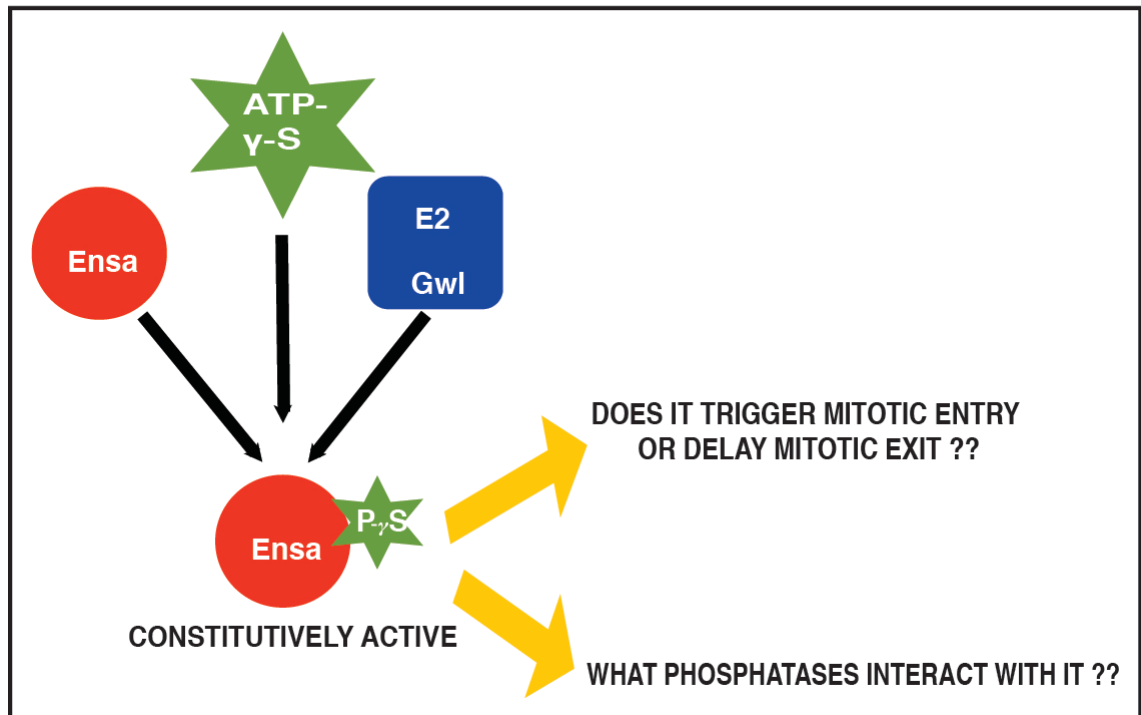 ATP-
γ-S
Ensa
E2
Gwl
Ensa
P-γS
CONSTITUTIVELY ACTIVE
DOES IT TRIGGER MITOTIC ENTRY
OR DELAY MITOTIC EXIT ??
WHAT PHOSPHATASES INTERACT WITH IT ??